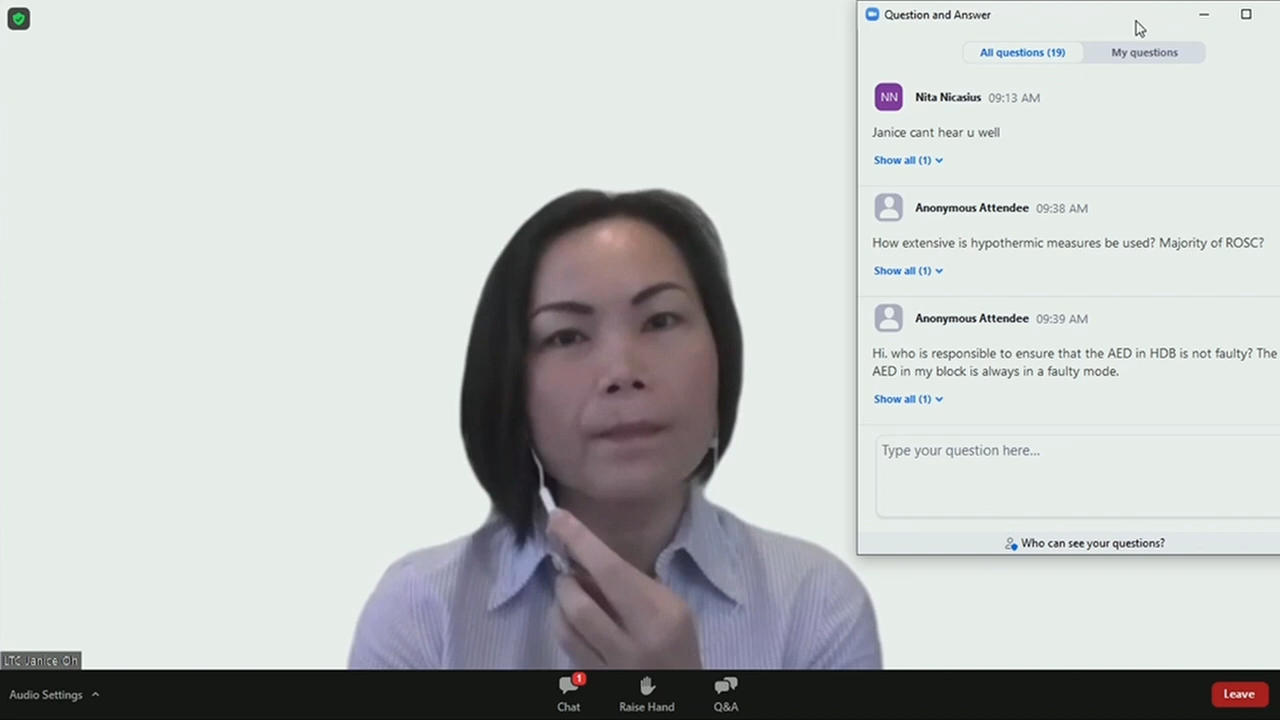 Question and Answer
All questions (19)
My questions
NN
Nita Nicasius 09:13 AM
Janice cant hear u well
Show all (1)
Anonymous Attendee 09:38 AM
How extensive is hypothermic measures be used? Majority of ROSC?
Show all (1)
Anonymous Attendee 09:39 AM
Hi. who is responsible to ensure that the AED in HDB is not faulty? The
AED in my block is always in a faulty mode.
Show all (1)
Type your question here...
Who can see your questions?
LTC Janice Oh
Audio Settings
1
Chat
Raise Hand
Q&A
Leave